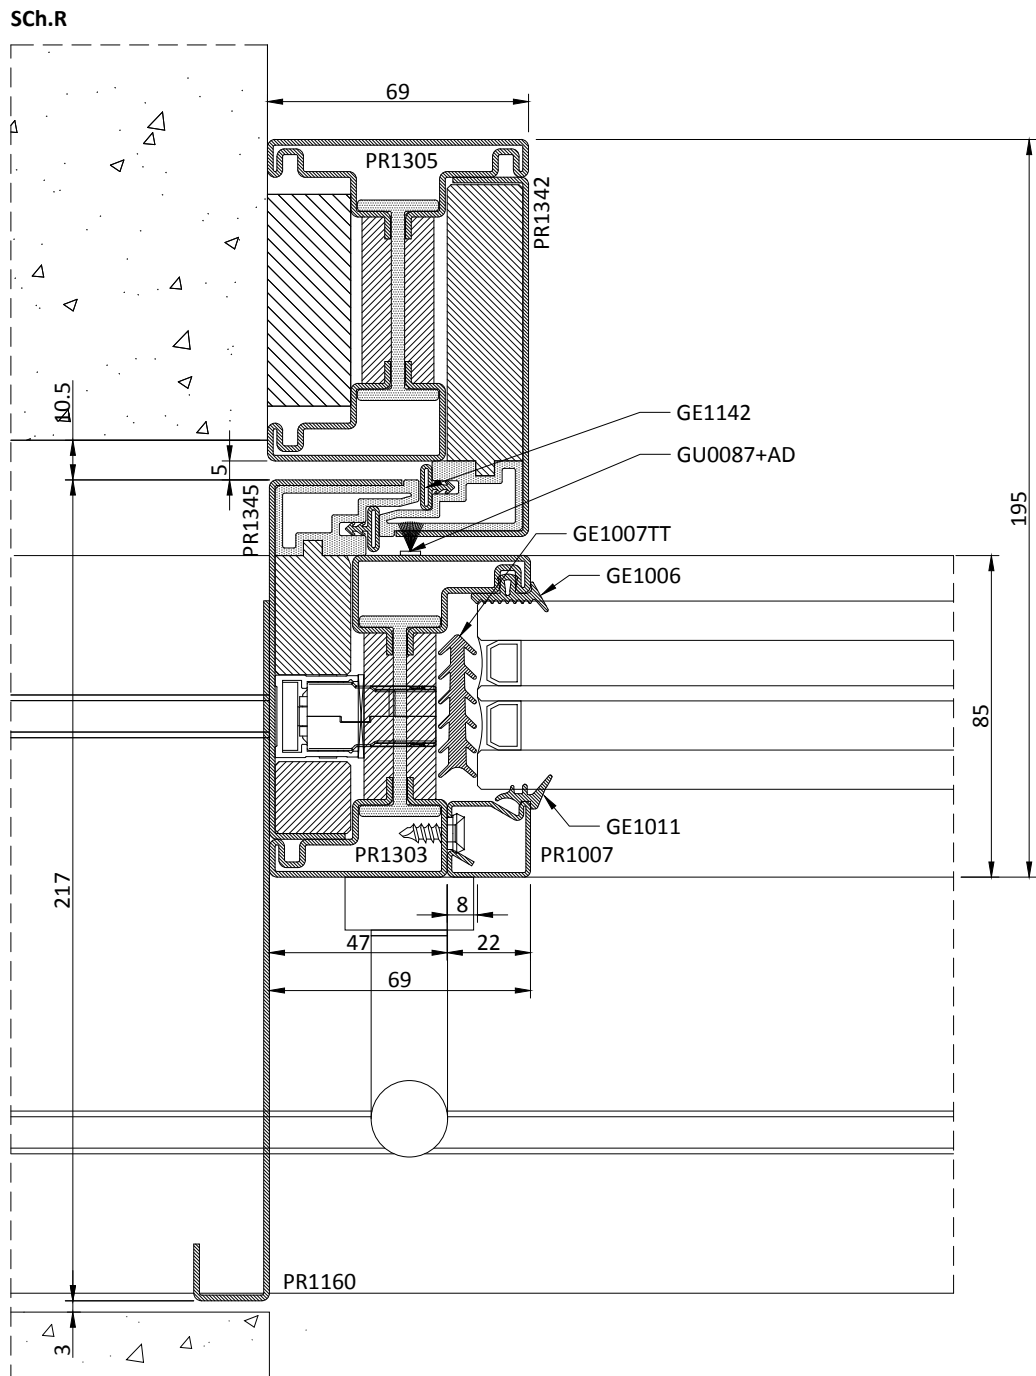 SCh.R
69
PR1305
PR1342
10.5
5
GE1142
GU0087+AD
PR1345
195
GE1007TT
GE1006
85
GE1011
PR1303
PR1007
217
8
47
22
69
PR1160
3